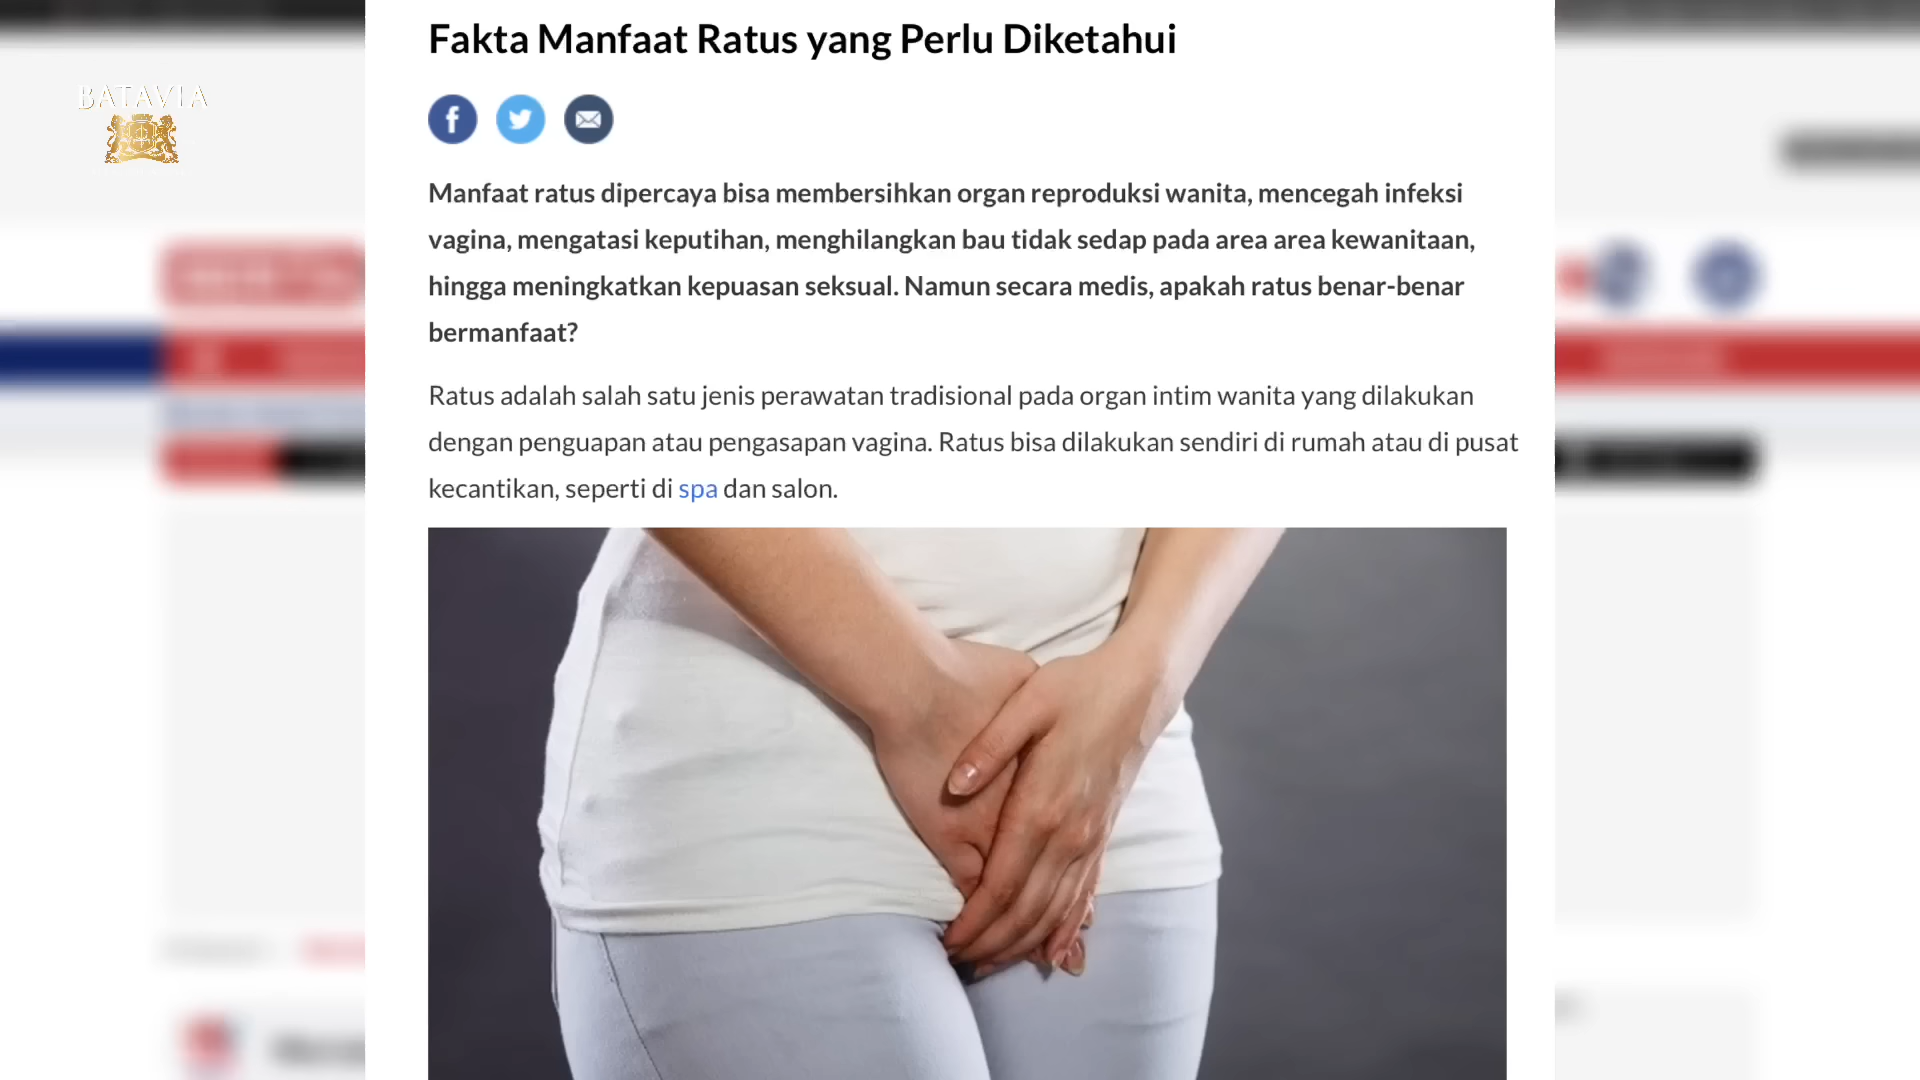 Fakta Manfaat Ratus yang Perlu Diketahui
BATAVIA
Manfaat ratus dipercaya bisa membersihkan organ reproduksi wanita, mencegah infeksi
vagina, mengatasi keputihan, menghilangkan bau tidak sedap pada area area kewanitaan,
hingga meningkatkan kepuasan seksual. Namun secara medis, apakah ratus benar-benar
bermanfaat?
Ratus adalah salah satu jenis perawatan tradisional pada organ intim wanita yang dilakukan
dengan penguapan atau pengasapan vagina. Ratus bisa dilakukan sendiri di rumah atau di pusat
kecantikan, seperti di spa dan salon.